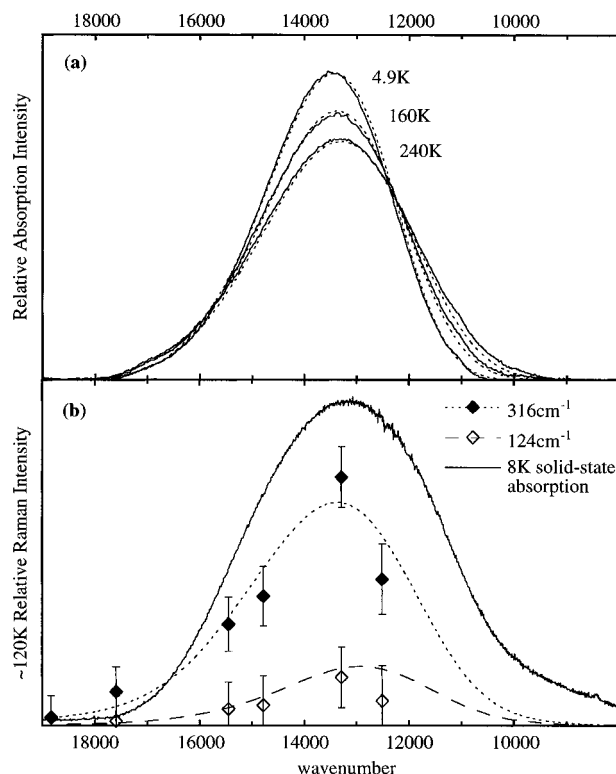 18000 16000 14000 12000 10000
(a)
4.9K
160K
240K
Relative Absorption Intensity
(b)
316cm⁻¹
124cm⁻¹
8K solid-state
absorption
~120K Relative Raman Intensity
18000 16000 14000 12000 10000
wavenumber